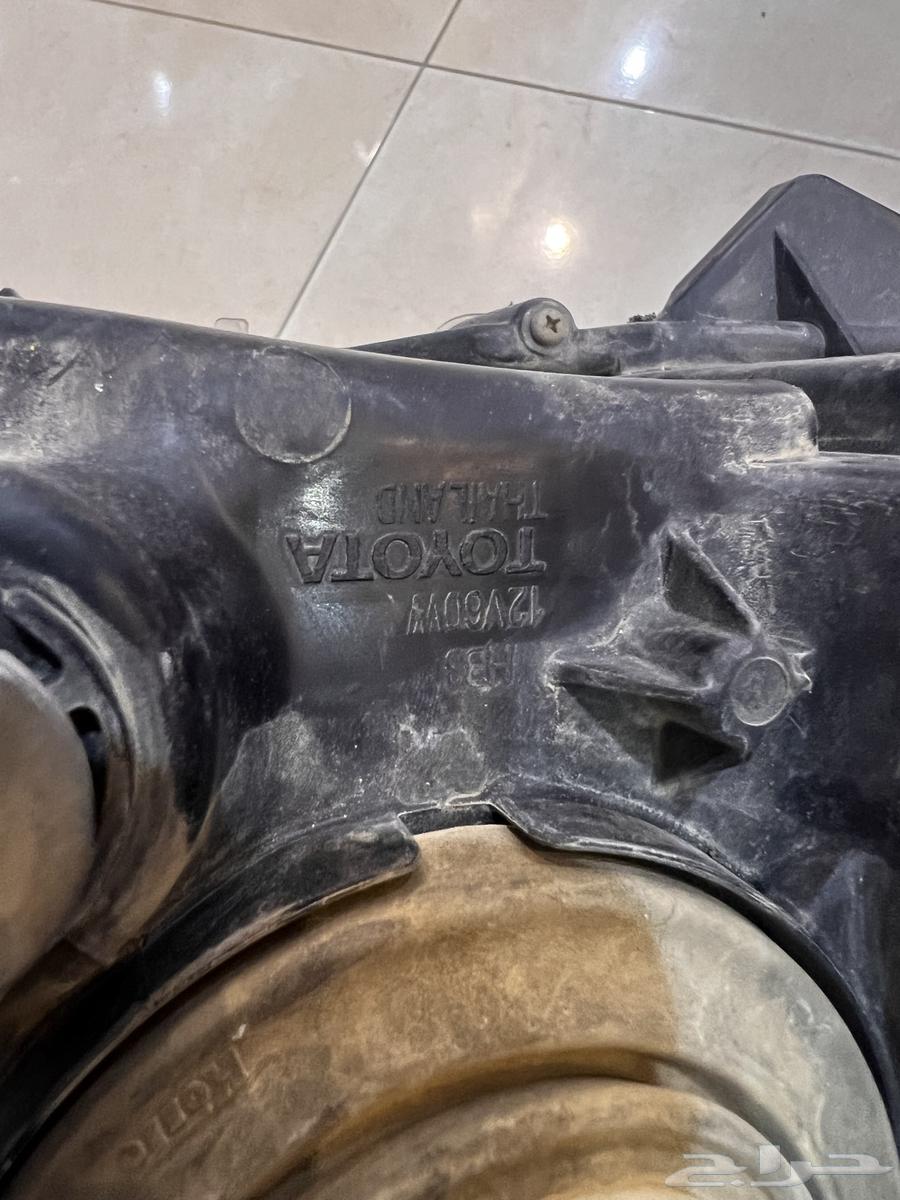 HB3
12V60W
TOYOTA
THAILAND
حراج